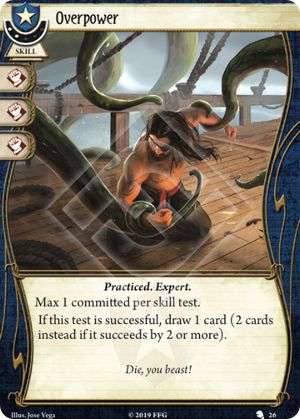 Overpower
SKILL
Practiced. Expert.
Max 1 committed per skill test.
If this test is successful, draw 1 card (2 cards
instead if it succeeds by 2 or more).
Die, you beast!
Illus. Jose Vega
© 2019 FFG
26